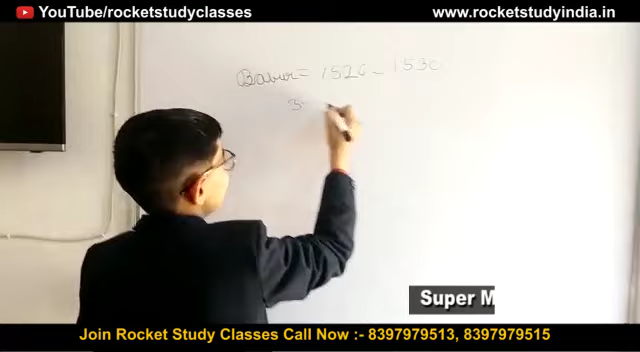 YouTube/rocketstudyclasses
www.rocketstudyindia.in
Babur = 1526 - 1530
Super M
Join Rocket Study Classes Call Now :- 8397979513, 8397979515